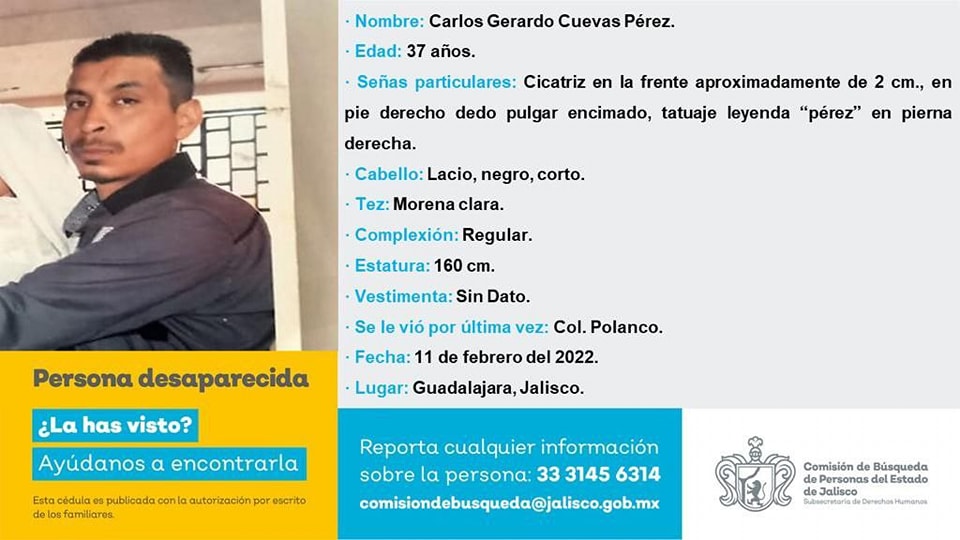 · Nombre: Carlos Gerardo Cuevas Pérez.
· Edad: 37 años.
· Señas particulares: Cicatriz en la frente aproximadamente de 2 cm., en
pie derecho dedo pulgar encimado, tatuaje leyenda “pérez” en pierna
derecha.
· Cabello: Lacio, negro, corto.
· Tez: Morena clara.
· Complexión: Regular.
· Estatura: 160 cm.
· Vestimenta: Sin Dato.
· Se le vió por última vez: Col. Polanco.
· Fecha: 11 de febrero del 2022.
· Lugar: Guadalajara, Jalisco.
Persona desaparecida
¿La has visto?
Ayúdanos a encontrarla
Esta cédula es publicada con la autorización por escrito
de los familiares.
Reporta cualquier información
sobre la persona: 33 3145 6314
comisiondebusqueda@jalisco.gob.mx
Comisión de Búsqueda
de Personas del Estado
de Jalisco
Subsecretaría de Derechos Humanos